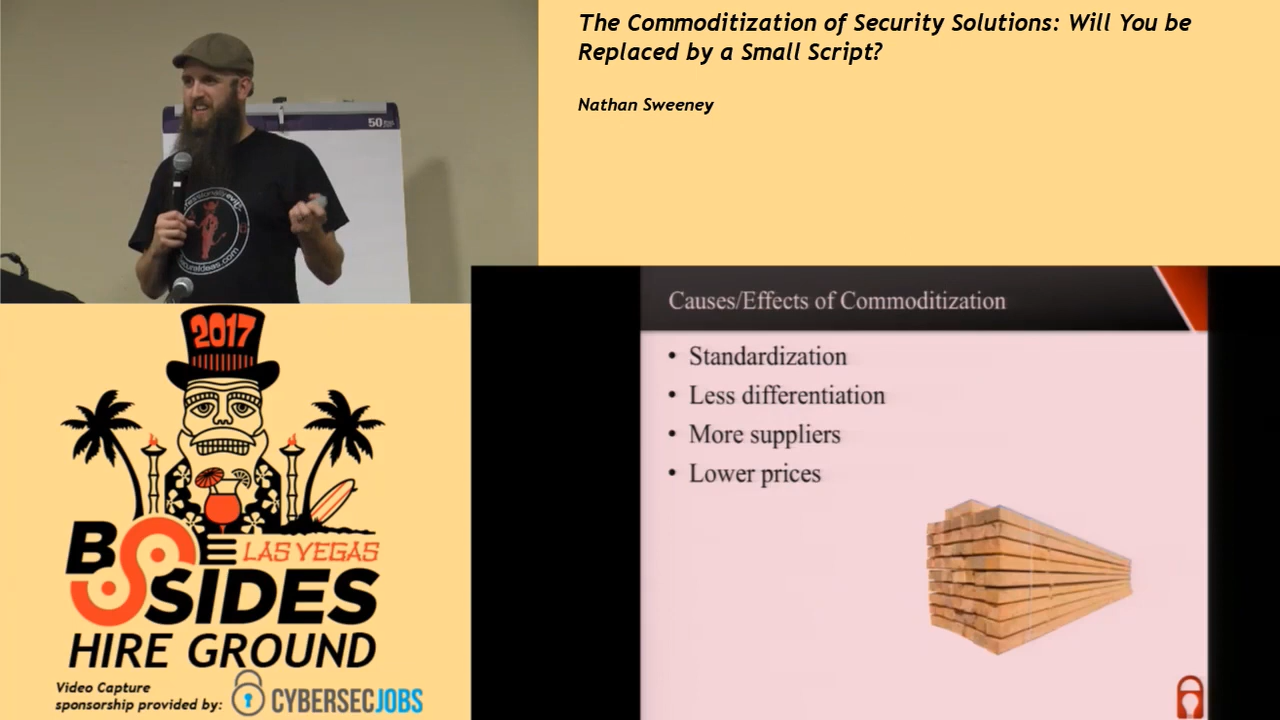 The Commoditization of Security Solutions: Will You be
Replaced by a Small Script?
Nathan Sweeney
50
Causes/Effects of Commoditization
• Standardization
• Less differentiation
• More suppliers
• Lower prices
2017
BSIDES
LAS VEGAS
HIRE GROUND
Video Capture
sponsorship provided by:
CYBERSECJOBS